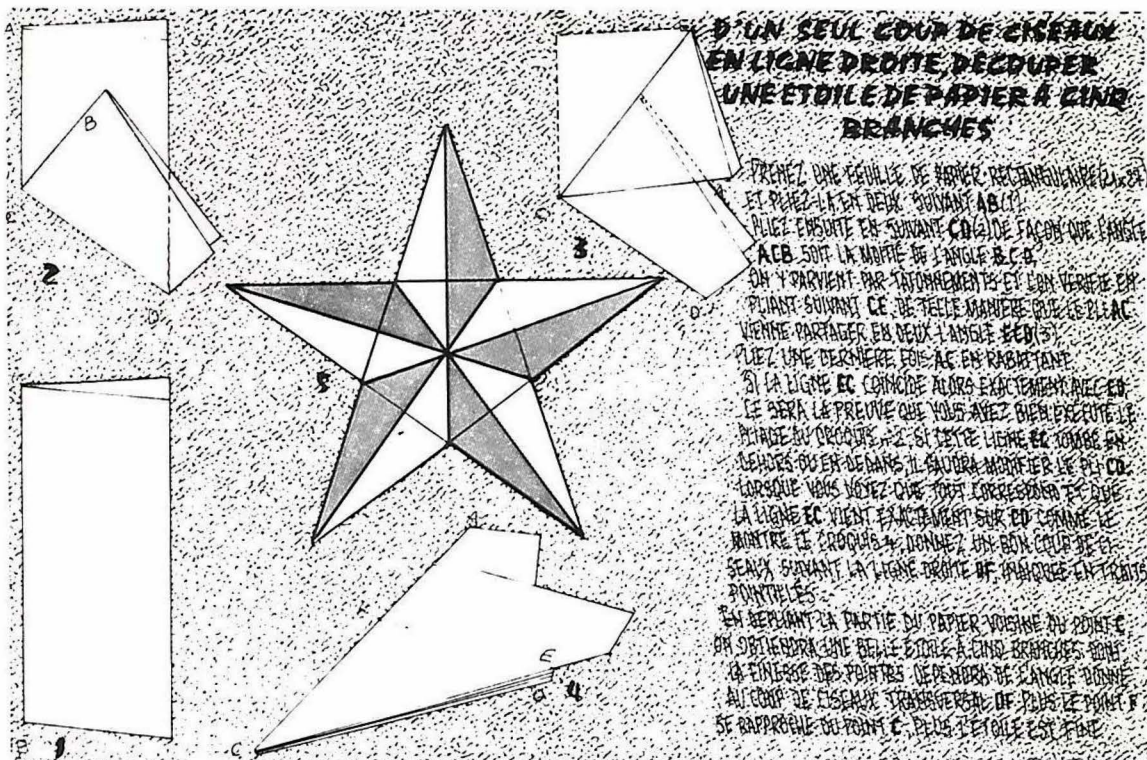 D'UN SEUL COUP DE CISEAUX
EN LIGNE DROITE, DECOUPER
UNE ETOILE DE PAPIER A CINQ
BRANCHES
PRENEZ UNE FEUILLE DE PAPIER RECTANGULAIRE
ET PLIEZ-LA EN DEUX SUIVANT AB (1)
PLIEZ ENSUITE EN SUIVANT CD (2) DE FAÇON QUE L'ANGLE
ACB SOIT LA MOITIE DE L'ANGLE BCD
ON Y PARVIENT PAR TATONNEMENTS ET L'ON VERIFIE EN
PLIANT SUIVANT CE DE TELLE MANIERE QUE LE PLI AC
VIENNE PARTAGER EN DEUX L'ANGLE ECD (3)
PLIEZ UNE DERNIERE FOIS AC EN RABATTANT
SI LA LIGNE EC COINCIDE ALORS EXACTEMENT AVEC CD
CE SERA LA PREUVE QUE VOUS AVEZ BIEN EXECUTE LE
PLIAGE DU CROQUIS 2. SI CETTE LIGNE EC TOMBE EN
DEHORS OU EN DEDANS, IL FAUDRA MODIFIER LE PLI CD.
LORSQUE VOUS VOYEZ QUE TOUT CORRESPOND ET QUE
LA LIGNE EC VIENT EXACTEMENT SUR CD COMME LE
MONTRE LE CROQUIS 4, DONNEZ UN BON COUP DE CI-
SEAUX SUIVANT LA LIGNE DROITE DF INDIQUEE EN TRAITS
POINTILLES
EN DEPLIANT LA PARTIE DU PAPIER VOISINE DU POINT C
ON OBTIENDRA UNE BELLE ETOILE A CINQ BRANCHES DONT
LA FINESSE DES POINTES DEPENDRA DE L'ANGLE DONNE
AU COUP DE CISEAUX TRANSVERSAL DF. PLUS LE POINT F
SE RAPPROCHE DU POINT C, PLUS L'ETOILE EST FINE
A
B
2
D
C
3
D
5
B
1
A
F
E
4
C